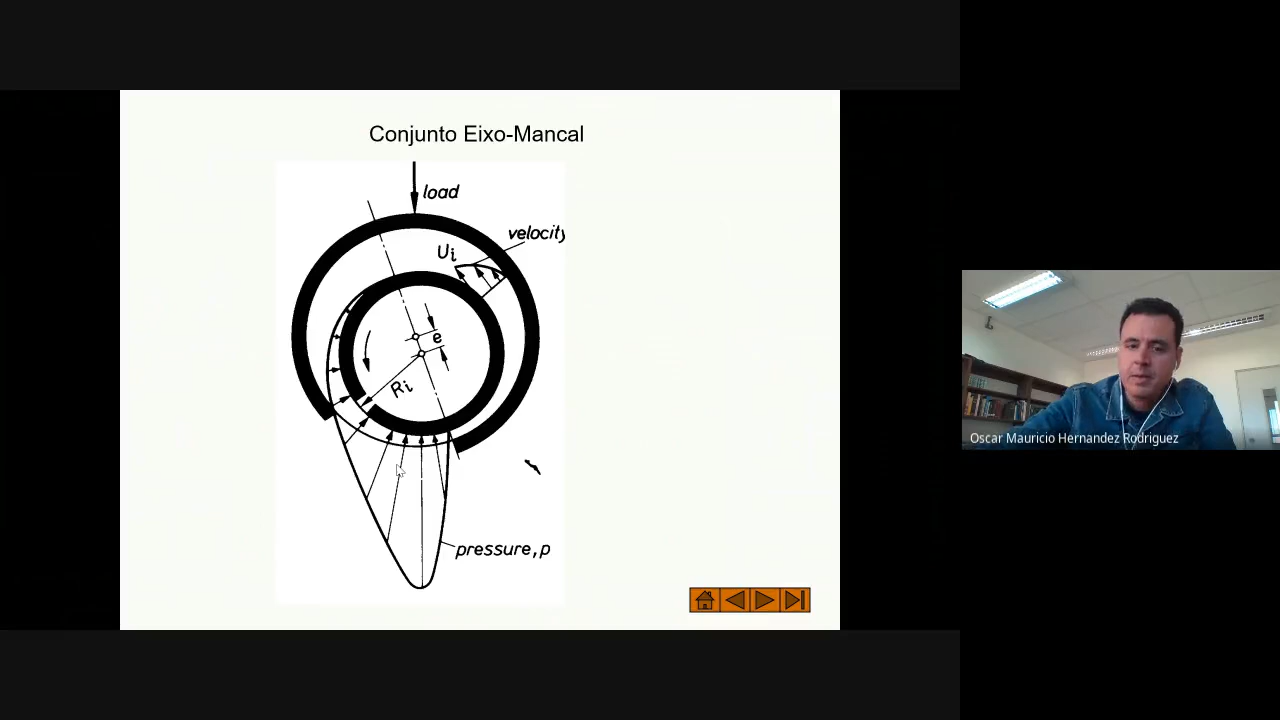 Conjunto Eixo-Mancal
load
velocity
Ui
e
Ri
pressure, p
Oscar Mauricio Hernandez Rodriguez